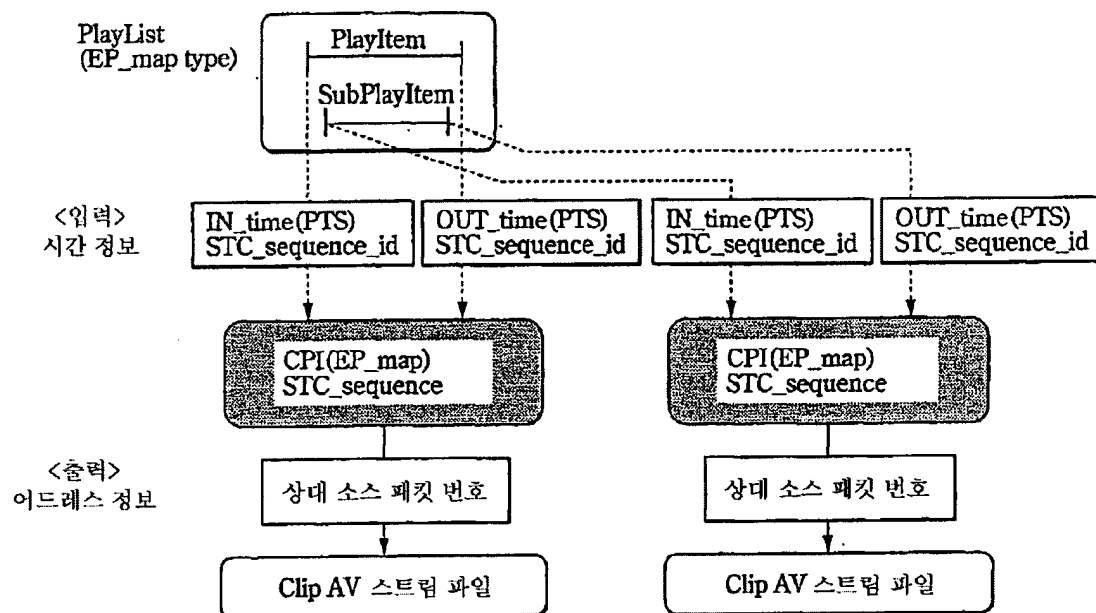 PlayList
(EP_map type)
PlayItem
SubPlayItem
<입력>
시간 정보
IN_time(PTS)
STC_sequence_id
OUT_time(PTS)
STC_sequence_id
IN_time(PTS)
STC_sequence_id
OUT_time(PTS)
STC_sequence_id
CPI(EP_map)
STC_sequence
CPI(EP_map)
STC_sequence
<출력>
어드레스 정보
상대 소스 패킷 번호
상대 소스 패킷 번호
Clip AV 스트림 파일
Clip AV 스트림 파일